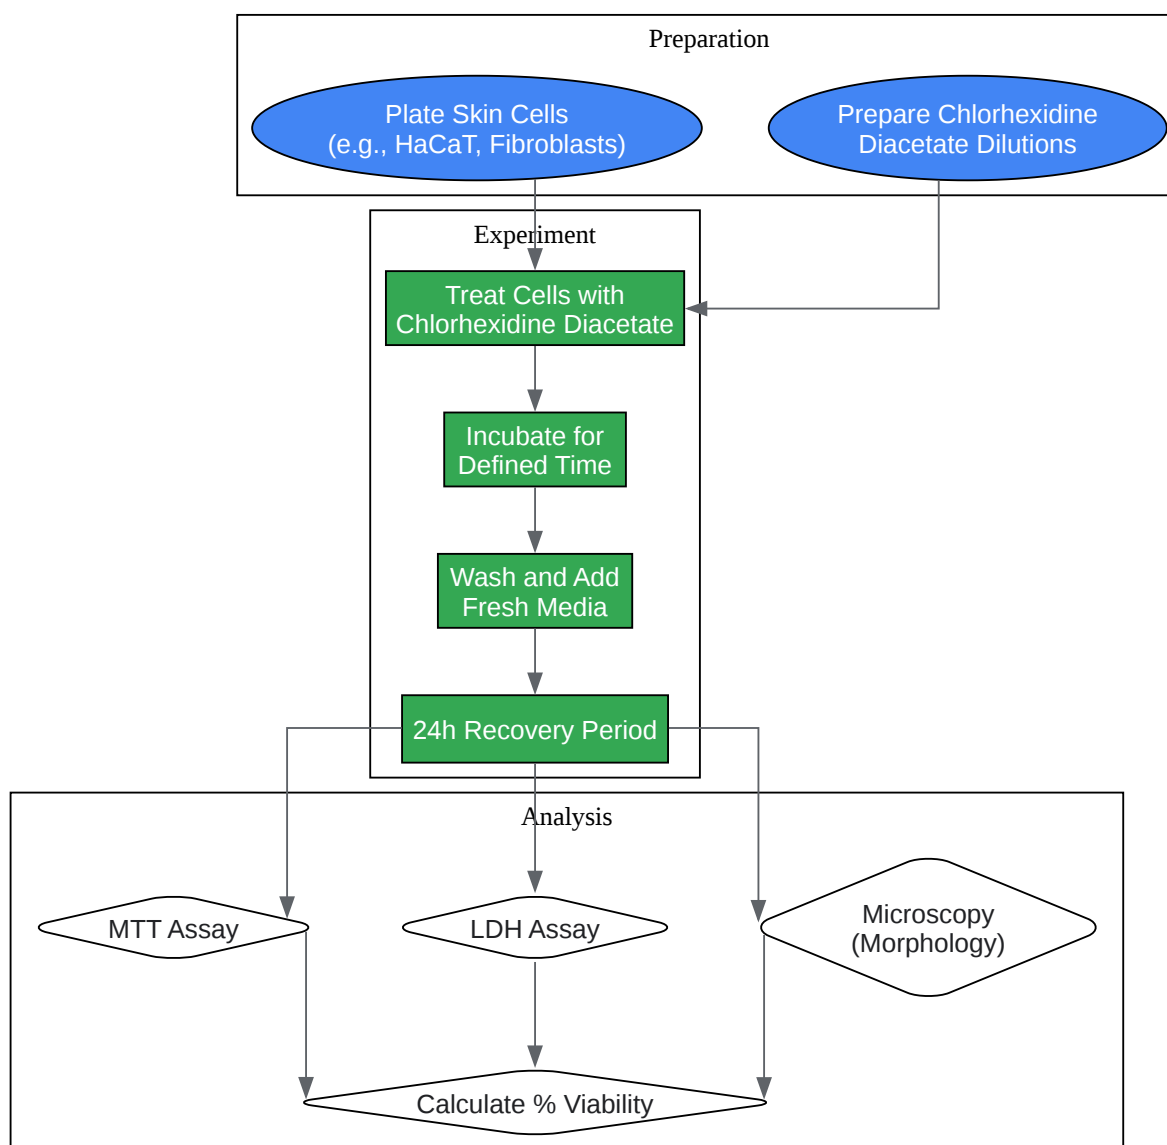 Preparation
Plate Skin Cells
(e.g., HaCaT, Fibroblasts)
Prepare Chlorhexidine
Diacetate Dilutions
Experiment
Treat Cells with
Chlorhexidine Diacetate
Incubate for
Defined Time
Wash and Add
Fresh Media
24h Recovery Period
Analysis
MTT Assay
LDH Assay
Microscopy
(Morphology)
Calculate % Viability